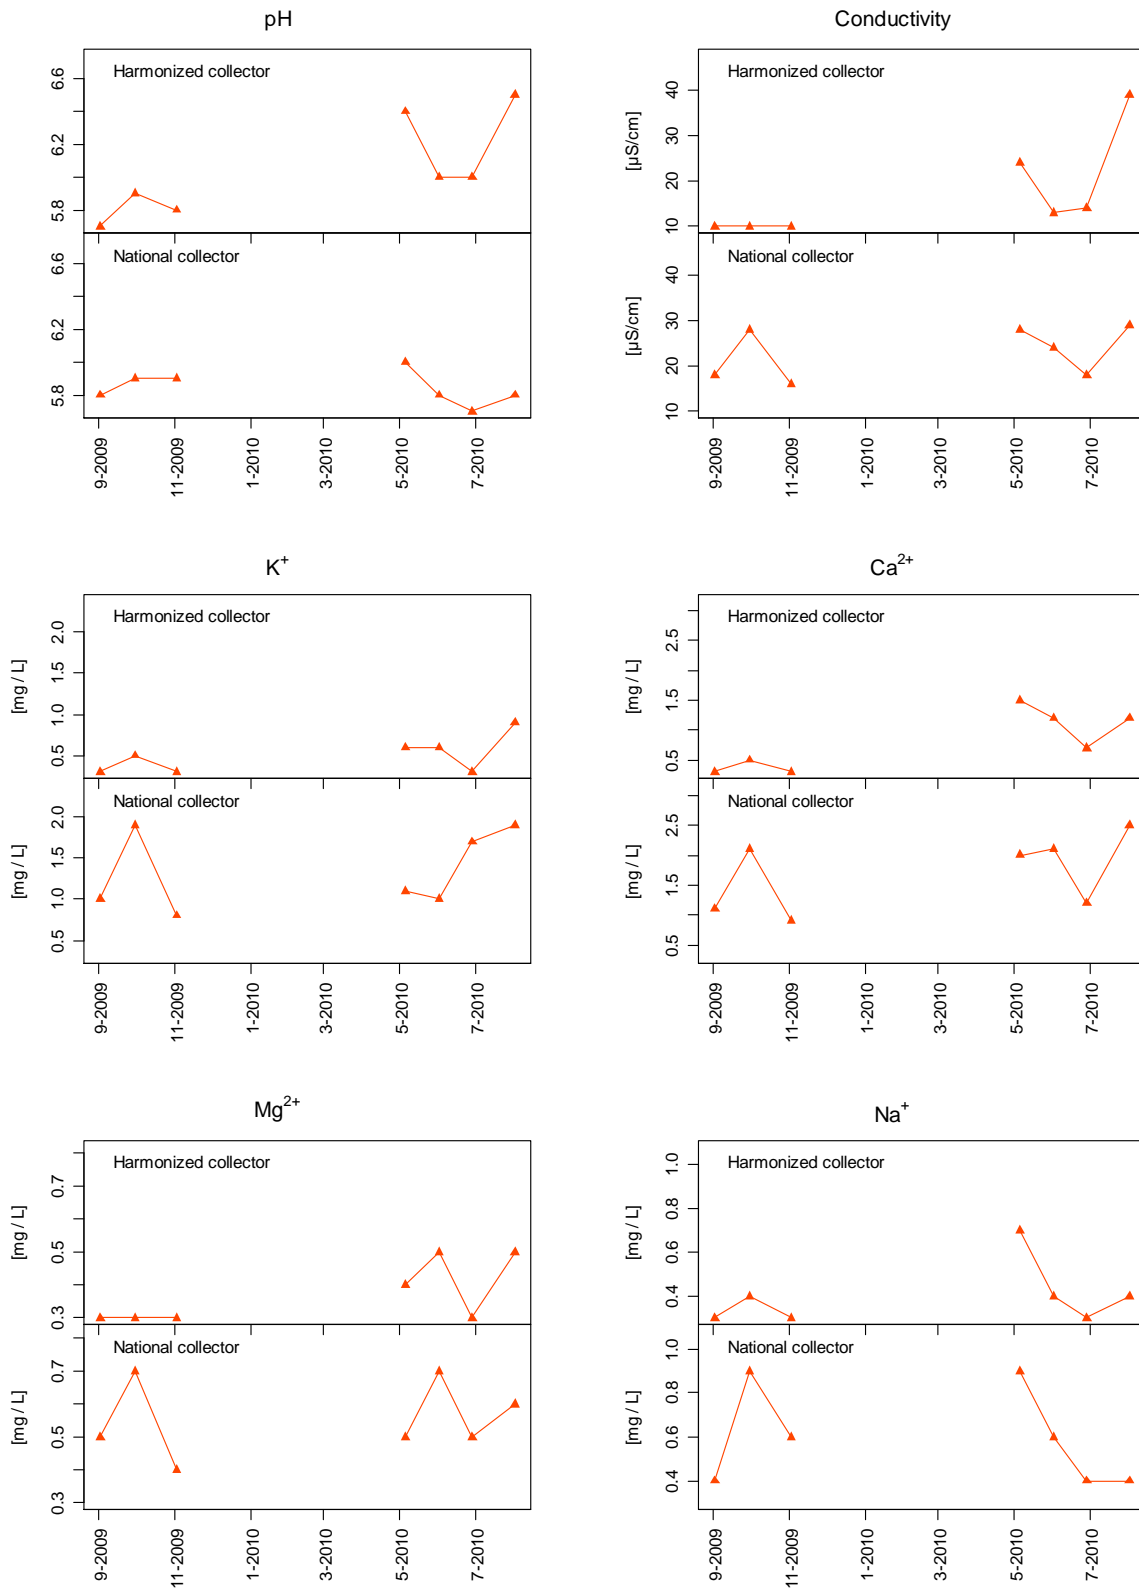 pH
Harmonized collector
6.6
6.2
5.8
National collector
6.6
6.2
5.8
9-2009
11-2009
1-2010
3-2010
5-2010
7-2010
Conductivity
Harmonized collector
[µS/cm]
40
30
20
10
National collector
[µS/cm]
40
30
20
10
9-2009
11-2009
1-2010
3-2010
5-2010
7-2010
K+
Harmonized collector
[mg / L]
2.0
1.5
1.0
0.5
National collector
[mg / L]
2.0
1.5
1.0
0.5
9-2009
11-2009
1-2010
3-2010
5-2010
7-2010
Ca2+
Harmonized collector
[mg / L]
2.5
1.5
0.5
National collector
[mg / L]
2.5
1.5
0.5
9-2009
11-2009
1-2010
3-2010
5-2010
7-2010
Mg2+
Harmonized collector
[mg / L]
0.7
0.5
0.3
National collector
[mg / L]
0.7
0.5
0.3
9-2009
11-2009
1-2010
3-2010
5-2010
7-2010
Na+
Harmonized collector
[mg / L]
1.0
0.8
0.6
0.4
National collector
[mg / L]
1.0
0.8
0.6
0.4
9-2009
11-2009
1-2010
3-2010
5-2010
7-2010